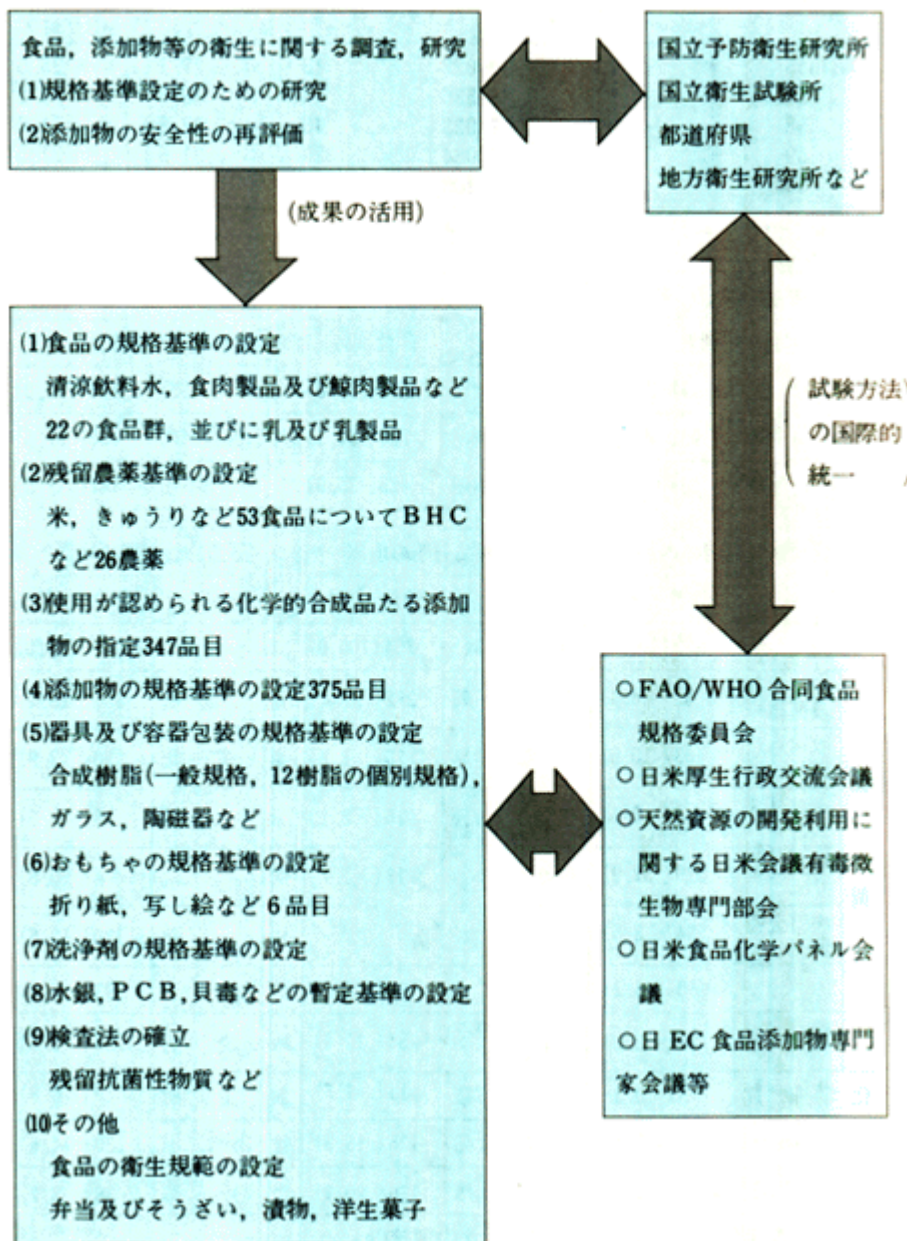 食品，添加物等の衛生に関する調査，研究
(1)規格基準設定のための研究
(2)添加物の安全性の再評価
国立予防衛生研究所
国立衛生試験所
都道府県
地方衛生研究所など
(成果の活用)
(1)食品の規格基準の設定
清涼飲料水，食肉製品及び鯨肉製品など
22の食品群，並びに乳及び乳製品
(2)残留農薬基準の設定
米，きゅうりなど53食品についてＢＨＣ
など26農薬
(3)使用が認められる化学的合成品たる添加
物の指定347品目
(4)添加物の規格基準の設定375品目
(5)器具及び容器包装の規格基準の設定
合成樹脂(一般規格，12樹脂の個別規格)，
ガラス，陶磁器など
(6)おもちゃの規格基準の設定
折り紙，写し絵など６品目
(7)洗浄剤の規格基準の設定
(8)水銀，ＰＣＢ，貝毒などの暫定基準の設定
(9)検査法の確立
残留抗菌性物質など
(10)その他
食品の衛生規範の設定
弁当及びそうざい，漬物，洋生菓子
試験方法
の国際的
統一
○FAO/WHO 合同食品
規格委員会
○日米厚生行政交流会議
○天然資源の開発利用に
関する日米会議有毒微
生物専門部会
○日米食品化学パネル会
議
○日 EC 食品添加物専門
家会議等